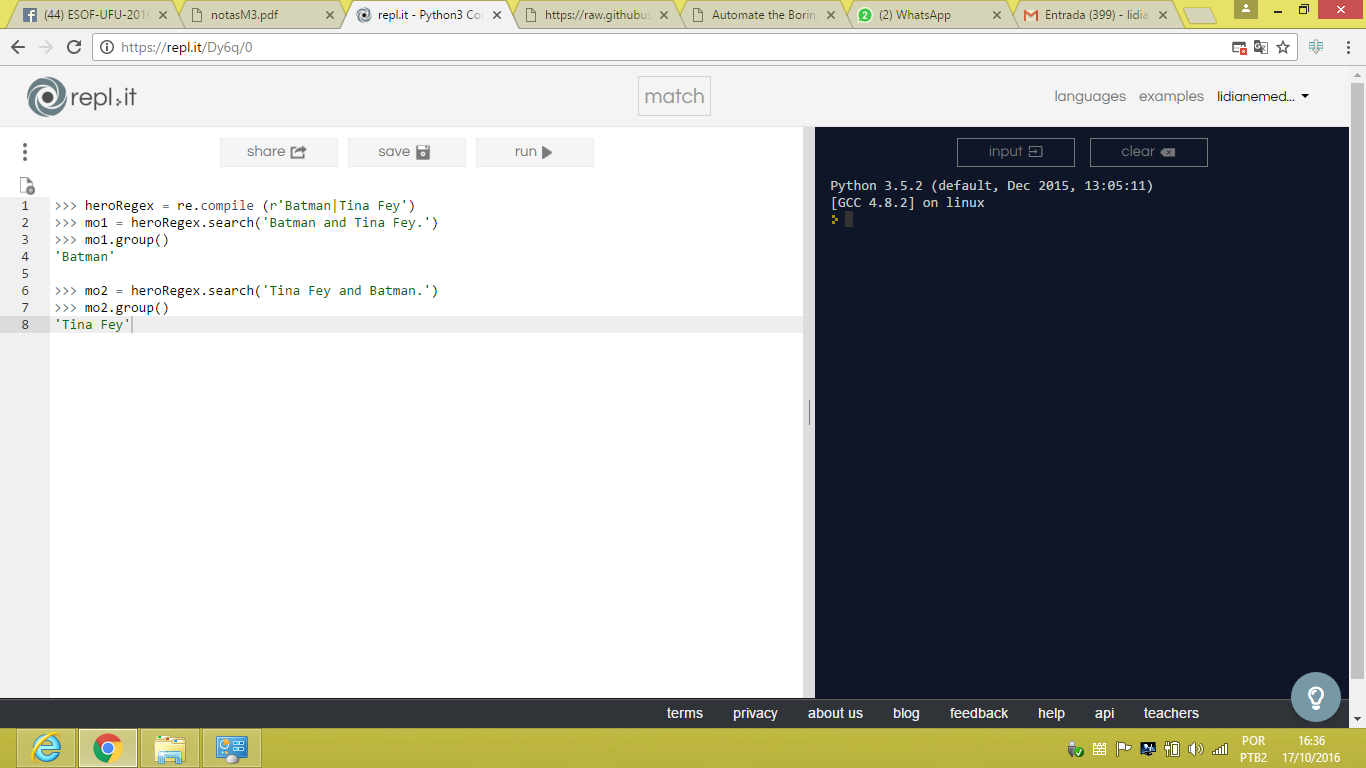 (44) ESOF-UFU-201
notasM3.pdf
repl.it - Python3 Co
https://raw.githubus
Automate the Borin
(2) WhatsApp
Entrada (399) - lidia
https://repl.it/Dy6q/0
repl.it
match
languages examples lidianemed...
share save run
input clear
1 >>> heroRegex = re.compile (r'Batman|Tina Fey')
2 >>> mo1 = heroRegex.search('Batman and Tina Fey.')
3 >>> mo1.group()
4 'Batman'
5
6 >>> mo2 = heroRegex.search('Tina Fey and Batman.')
7 >>> mo2.group()
8 'Tina Fey'
Python 3.5.2 (default, Dec 2015, 13:05:11)
[GCC 4.8.2] on linux
terms privacy about us blog feedback help api teachers
POR 16:36
PTB2 17/10/2016